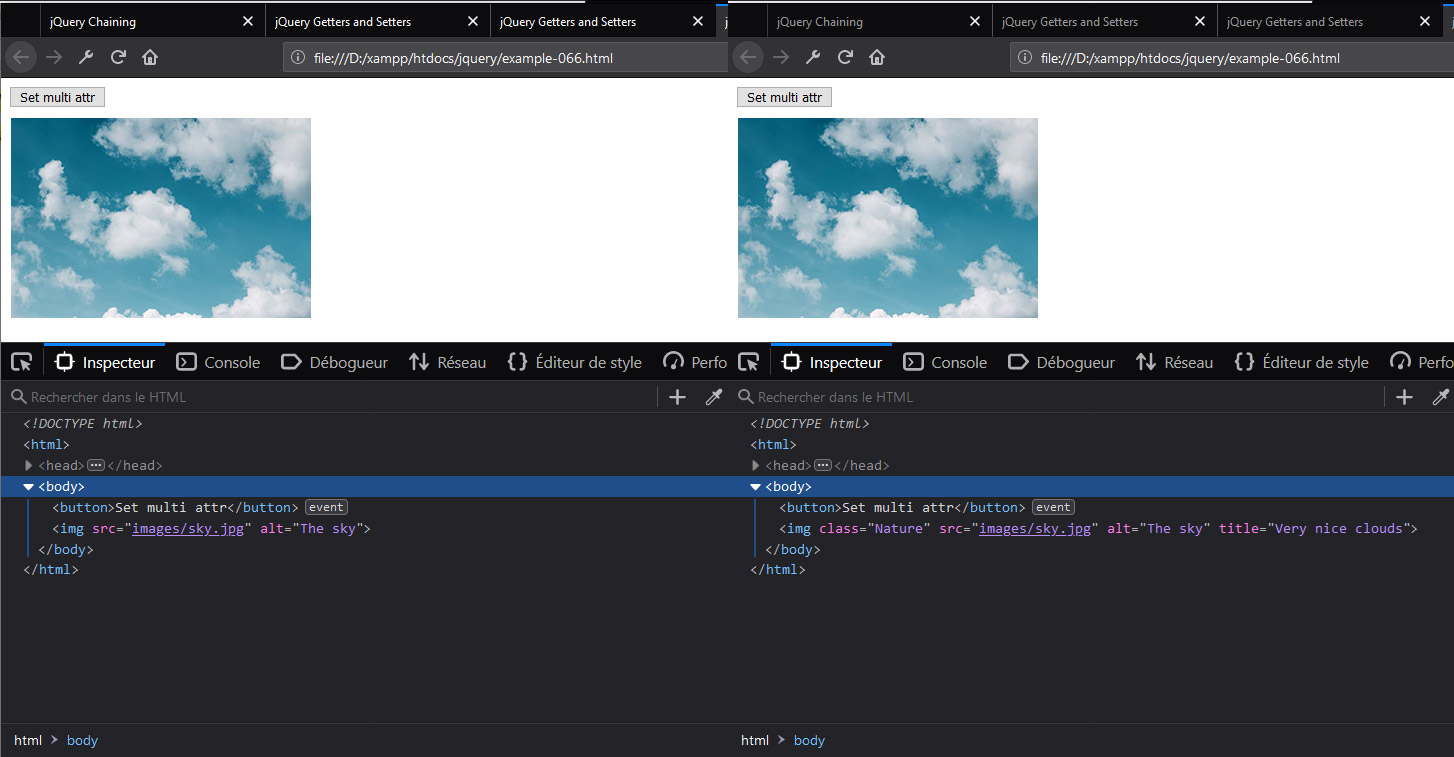 jQuery Chaining
jQuery Getters and Setters
jQuery Getters and Setters
file:///D:/xampp/htdocs/jquery/example-066.html
Set multi attr
Inspecteur Console Débogueur Réseau Éditeur de style Perfo
Rechercher dans le HTML
<!DOCTYPE html>
<html>
<head></head>
<body>
<button>Set multi attr</button> event
<img src="images/sky.jpg" alt="The sky">
</body>
</html>
html > body
jQuery Chaining
jQuery Getters and Setters
jQuery Getters and Setters
file:///D:/xampp/htdocs/jquery/example-066.html
Set multi attr
Inspecteur Console Débogueur Réseau Éditeur de style Perfo
Rechercher dans le HTML
<!DOCTYPE html>
<html>
<head></head>
<body>
<button>Set multi attr</button> event
<img class="Nature" src="images/sky.jpg" alt="The sky" title="Very nice clouds">
</body>
</html>
html > body